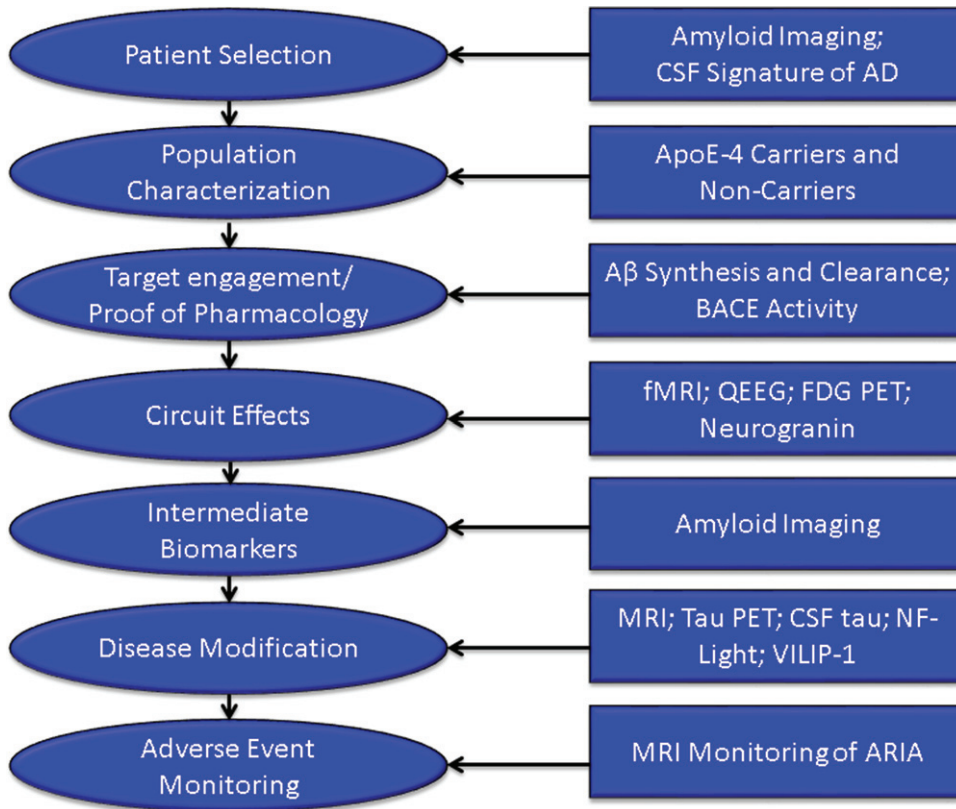 Patient Selection
Amyloid Imaging;
CSF Signature of AD
Population
Characterization
ApoE-4 Carriers and
Non-Carriers
Target engagement/
Proof of Pharmacology
Aβ Synthesis and Clearance;
BACE Activity
Circuit Effects
fMRI; QEEG; FDG PET;
Neurogranin
Intermediate
Biomarkers
Amyloid Imaging
Disease Modification
MRI; Tau PET; CSF tau; NF-
Light; VILIP-1
Adverse Event
Monitoring
MRI Monitoring of ARIA